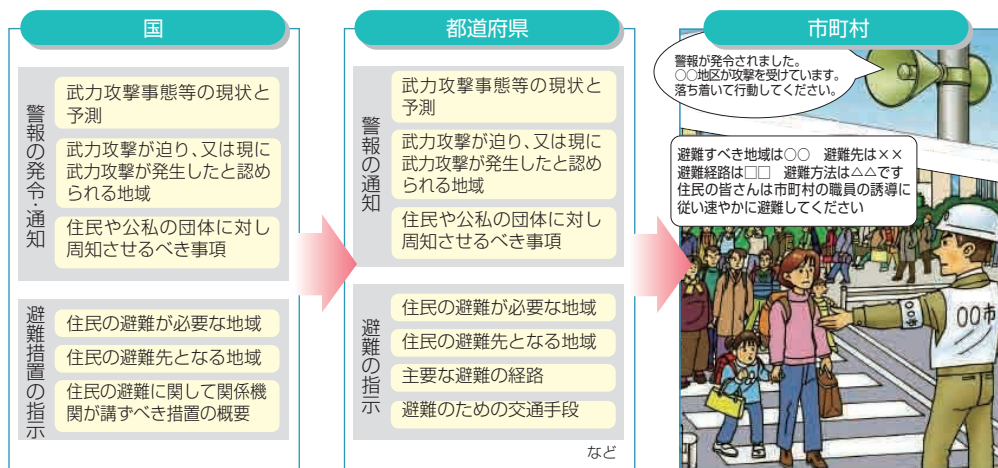 国
警報の発令・通知
武力攻撃事態等の現状と
予測
武力攻撃が迫り、又は現に
武力攻撃が発生したと認め
られる地域
住民や公私の団体に対し
周知させるべき事項
避難措置の指示
住民の避難が必要な地域
住民の避難先となる地域
住民の避難に関して関係機
関が講ずべき措置の概要
都道府県
警報の通知
武力攻撃事態等の現状と
予測
武力攻撃が迫り、又は現に
武力攻撃が発生したと認め
られる地域
住民や公私の団体に対し
周知させるべき事項
避難の指示
住民の避難が必要な地域
住民の避難先となる地域
主要な避難の経路
避難のための交通手段
など
市町村
警報が発令されました。
○○地区が攻撃を受けています。
落ち着いて行動してください。
避難すべき地域は○○　避難先は××
避難経路は□□　避難方法は△△です
住民の皆さんは市町村の職員の誘導に
従い速やかに避難してください
○○市
○○市